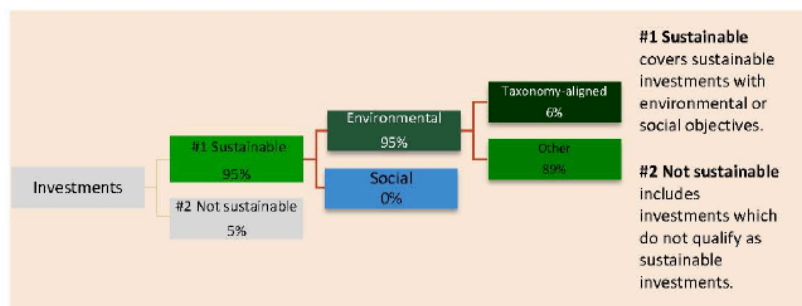 Investments
#1 Sustainable
95%
#2 Not sustainable
5%
Environmental
95%
Social
0%
Taxonomy-aligned
6%
Other
89%
#1 Sustainable
covers sustainable
investments with
environmental or
social objectives.
#2 Not sustainable
includes
investments which
do not qualify as
sustainable
investments.